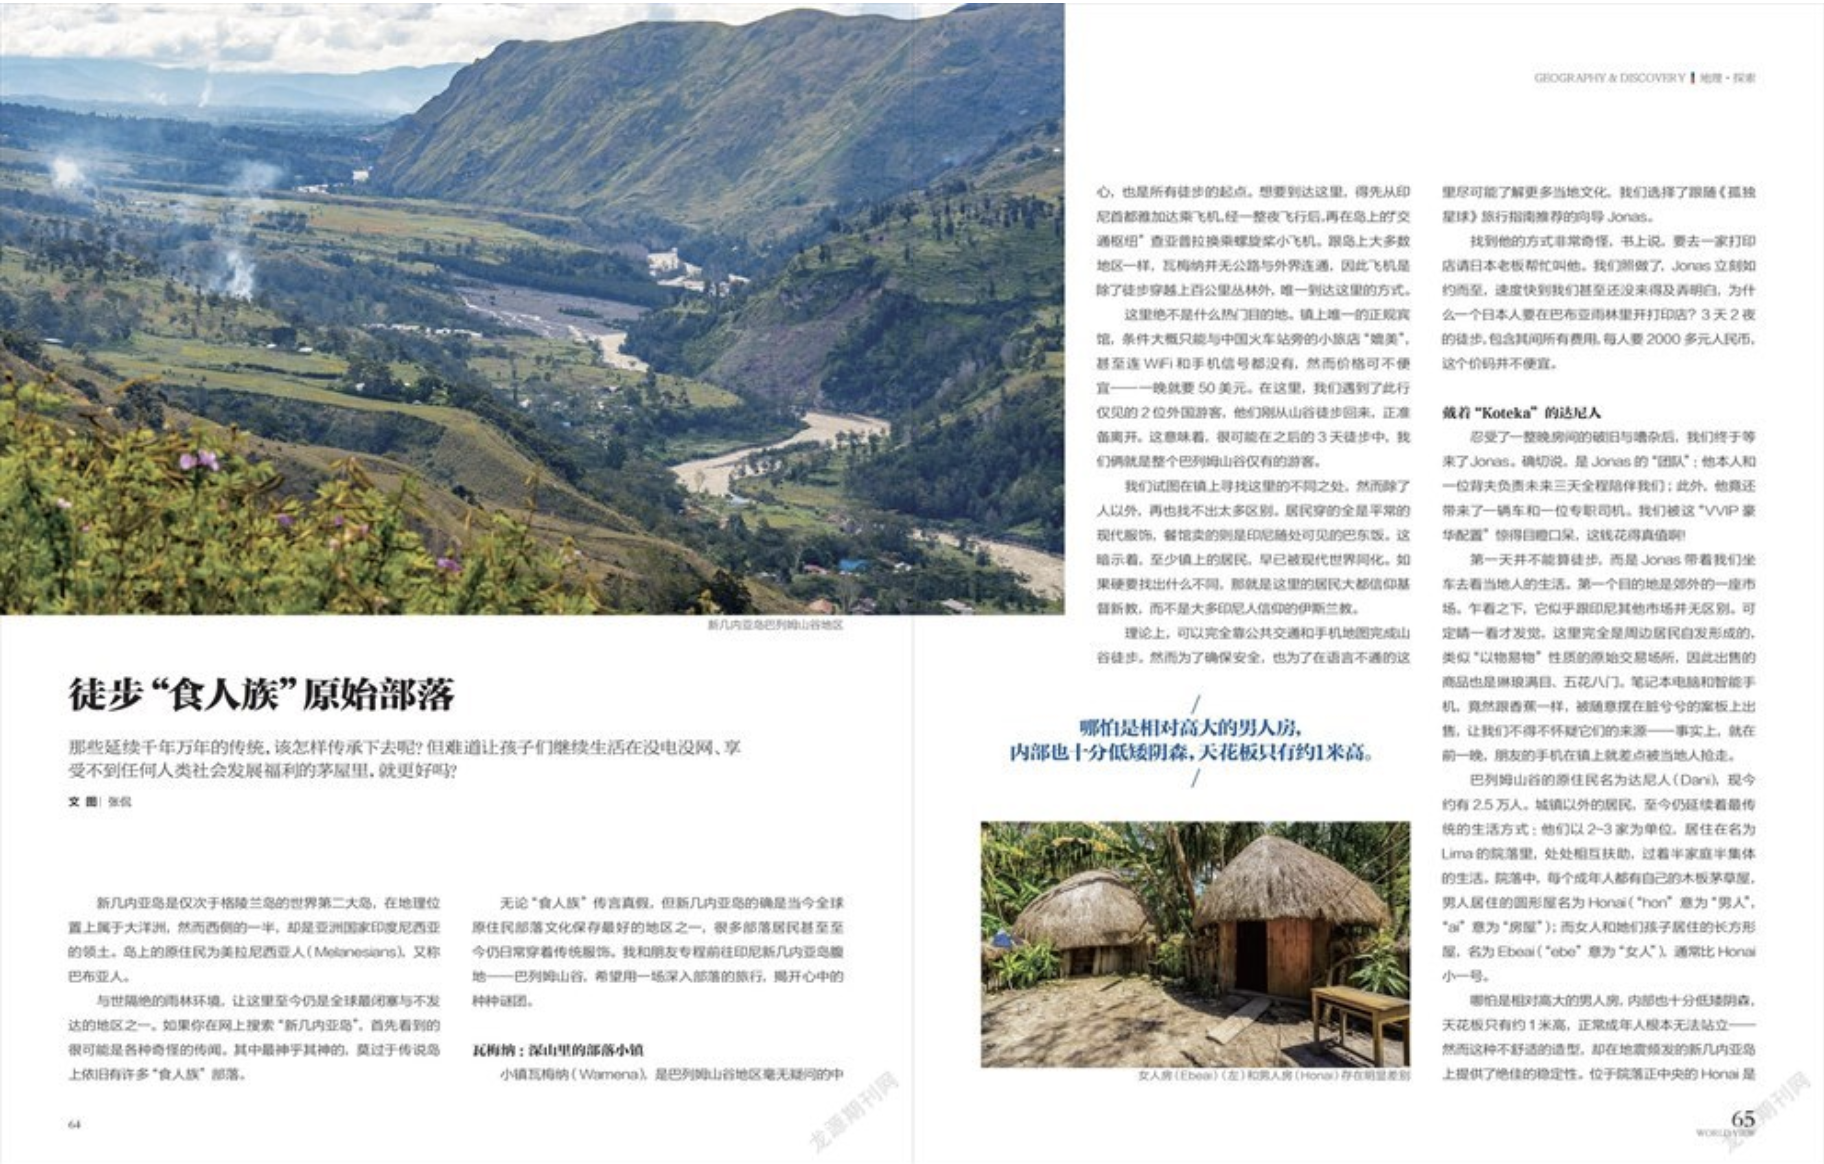 GEOGRAPHY & DISCOVERY 地理·探索
新几内亚岛巴列姆山谷地区
徒步“食人族”原始部落
那些延续千年万年的传统,该怎样传承下去呢?但难道让孩子们继续生活在没电没网、享
受不到任何人类社会发展福利的茅屋里,就更好吗?
文 图| 张侃
新几内亚岛是仅次于格陵兰岛的世界第二大岛，在地理位
置上属于大洋洲，然而西侧的一半，却是亚洲国家印度尼西亚
的领土。岛上的原住民为美拉尼西亚人(Melanesians)，又称
巴布亚人。
与世隔绝的雨林环境，让这里至今仍是全球最闭塞与不发
达的地区之一。如果你在网上搜索“新几内亚岛”，首先看到的
很可能是各种奇怪的传闻。其中最神乎其神的，莫过于传说岛
上依旧有许多“食人族”部落。
无论“食人族”传言真假，但新几内亚岛的确是当今全球
原住民部落文化保存最好的地区之一，很多部落居民甚至至
今仍日常穿着传统服饰。我和朋友专程前往印尼新几内亚岛腹
地——巴列姆山谷，希望用一场深入部落的旅行，揭开心中的
种种谜团。
瓦梅纳：深山里的部落小镇
小镇瓦梅纳(Wamena)，是巴列姆山谷地区毫无疑问的中
64
心，也是所有徒步的起点。想要到达这里，得先从印
尼首都雅加达乘飞机，经一整夜飞行后，再在岛上的“交
通枢纽”查亚普拉换乘螺旋桨小飞机。跟岛上大多数
地区一样，瓦梅纳并无公路与外界连通，因此飞机是
除了徒步穿越上百公里丛林外，唯一到达这里的方式。
这里绝不是什么热门目的地。镇上唯一的正规宾
馆，条件大概只能与中国火车站旁的小旅店“媲美”，
甚至连 WiFi 和手机信号都没有，然而价格可不便
宜——一晚就要 50 美元。在这里，我们遇到了此行
仅见的 2 位外国游客，他们刚从山谷徒步回来，正准
备离开。这意味着，很可能在之后的 3 天徒步中，我
们俩就是整个巴列姆山谷仅有的游客。
我们试图在镇上寻找这里的不同之处，然而除了
人以外，再也找不出太多区别。居民穿的全是平常的
现代服饰，餐馆卖的则是印尼随处可见的巴东饭。这
暗示着，至少镇上的居民，早已被现代世界同化。如
果硬要找出什么不同，那就是这里的居民大都信仰基
督新教，而不是大多印尼人信仰的伊斯兰教。
理论上，可以完全靠公共交通和手机地图完成山
谷徒步。然而为了确保安全，也为了在语言不通的这
哪怕是相对高大的男人房,
内部也十分低矮阴森,天花板只有约1米高。
女人房(Ebeai)(左)和男人房(Honai)存在明显差别
里尽可能了解更多当地文化，我们选择了跟随《孤独
星球》旅行指南推荐的向导 Jonas。
找到他的方式非常奇怪，书上说，要去一家打印
店请日本老板帮忙叫他。我们照做了，Jonas 立刻如
约而至，速度快到我们甚至还没来得及弄明白，为什
么一个日本人要在巴布亚雨林里开打印店？3 天 2 夜
的徒步，包含其间所有费用，每人要 2000 多元人民币，
这个价码并不便宜。
戴着“Koteka”的达尼人
忍受了一整晚房间的破旧与嘈杂后，我们终于等
来了 Jonas。确切说，是 Jonas 的“团队”：他本人和
一位背夫负责未来三天全程陪伴我们；此外，他竟还
带来了一辆车和一位专职司机。我们被这“VVIP 豪
华配置”惊得目瞪口呆，这钱花得真值啊！
第一天并不能算徒步，而是 Jonas 带着我们坐
车去看当地人的生活。第一个目的地是郊外的一座市
场。乍看之下，它似乎跟印尼其他市场并无区别。可
定睛一看才发觉，这里完全是周边居民自发形成的，
类似“以物易物”性质的原始交易场所，因此出售的
商品也是琳琅满目、五花八门。笔记本电脑和智能手
机，竟然跟香蕉一样，被随意摆在脏兮兮的案板上出
售，让我们不得不怀疑它们的来源——事实上，就在
前一晚，朋友的手机在镇上就差点被当地人抢走。
巴列姆山谷的原住民名为达尼人(Dani)，现今
约有 2.5 万人。城镇以外的居民，至今仍延续着最传
统的生活方式：他们以 2~3 家为单位，居住在名为
Lima 的院落里，处处相互扶助，过着半家庭半集体
的生活。院落中，每个成年人都有自己的木板茅草屋，
男人居住的圆形屋名为 Honai(“hon”意为“男人”，
“ai”意为“房屋”)；而女人和她们孩子居住的长方形
屋，名为 Ebeai(“ebe”意为“女人”)，通常比 Honai
小一号。
哪怕是相对高大的男人房，内部也十分低矮阴森，
天花板只有约 1 米高，正常成年人根本无法站立——
然而这种不舒适的造型，却在地震频发的新几内亚岛
上提供了绝佳的稳定性。位于院落正中央的 Honai 是
65
WORLD VIEW
龙源期刊网
龙源期刊网